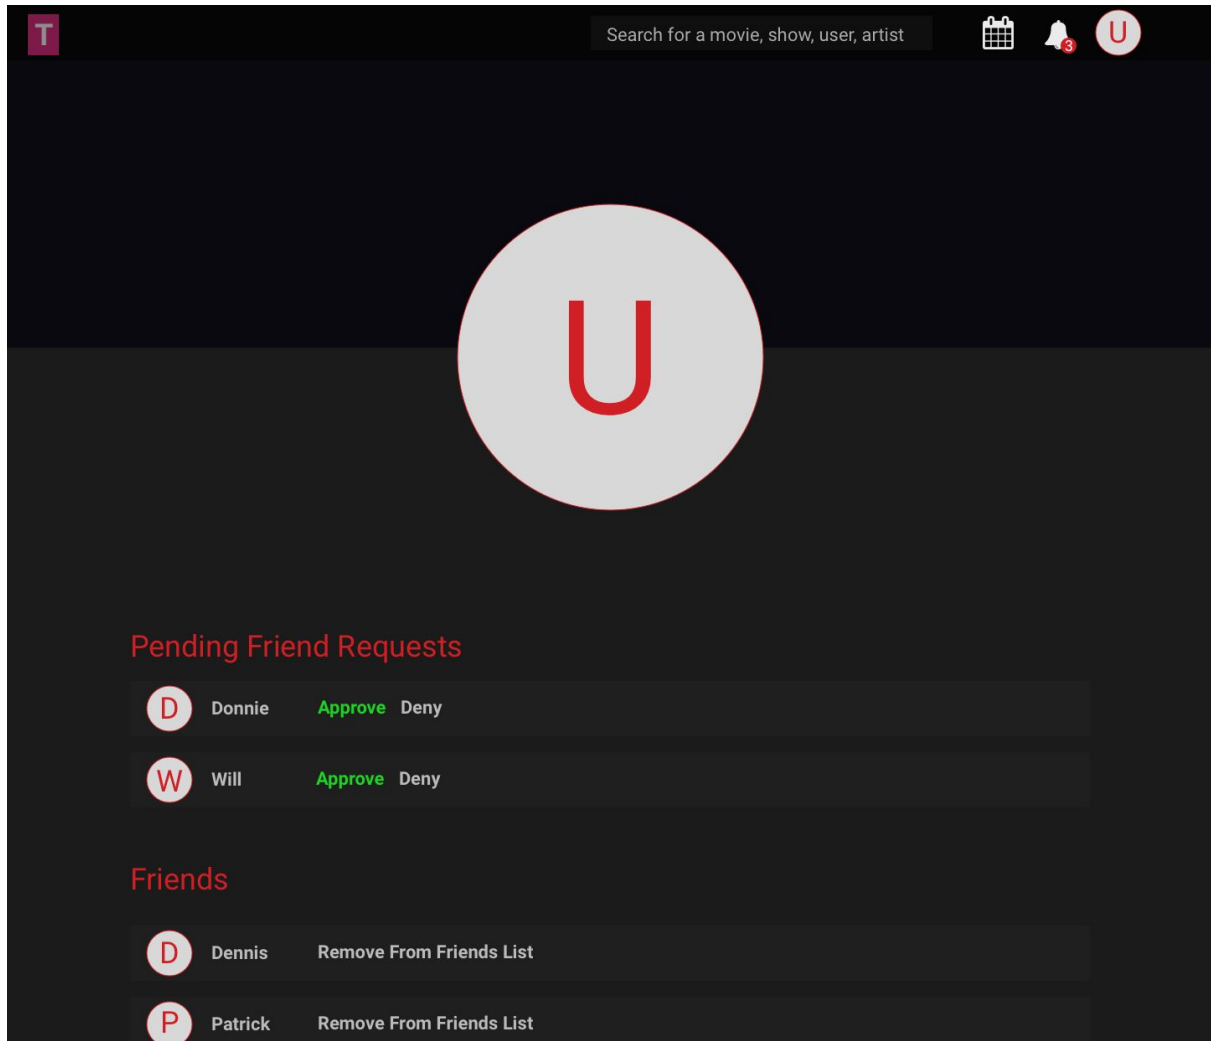 T
Search for a movie, show, user, artist
3
U
U
Pending Friend Requests
D Donnie Approve Deny
W Will Approve Deny
Friends
D Dennis Remove From Friends List
P Patrick Remove From Friends List